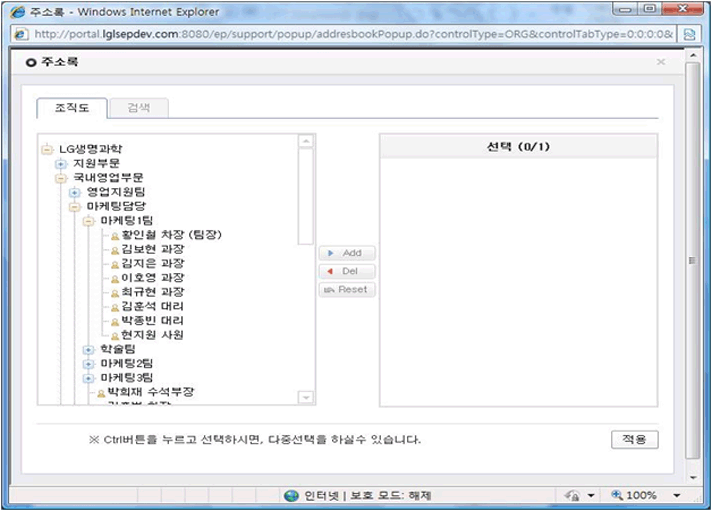 주소록 - Windows Internet Explorer
http://portal.lglsepdev.com:8080/ep/support/popup/addresbookPopup.do?controlType=ORG&controlTabType=0:0:0:0&
주소록
조직도 검색
선택 (0/1)
LG생명과학
지원부문
국내영업부문
영업지원팀
마케팅담당
마케팅1팀
황인철 차장 (팀장)
김보현 과장
김지은 과장
이호영 과장
최규현 과장
김훈석 대리
박종빈 대리
현지원 사원
학술팀
마케팅2팀
마케팅3팀
박희재 수석부장
Add
Del
Reset
※ Ctrl버튼을 누르고 선택하시면, 다중선택을 하실수 있습니다.
적용
인터넷 | 보호 모드: 해제
100%